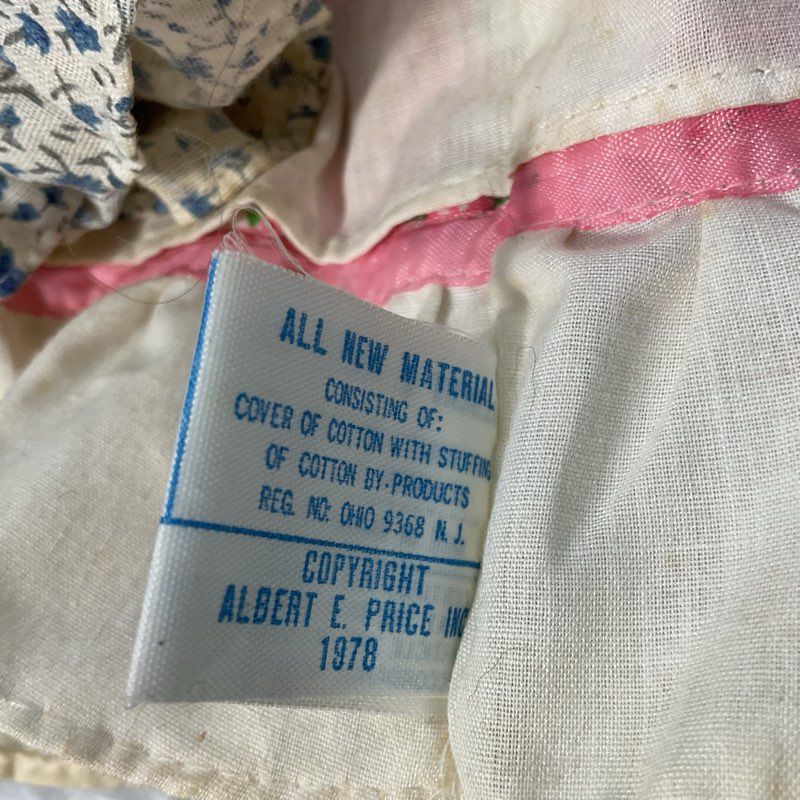 ALL NEW MATERIAL
CONSISTING OF:
COVER OF COTTON WITH STUFFING
OF COTTON BY-PRODUCTS
REG. NO. OHIO 9368 N. J.
COPYRIGHT
ALBERT E. PRICE INC
1978